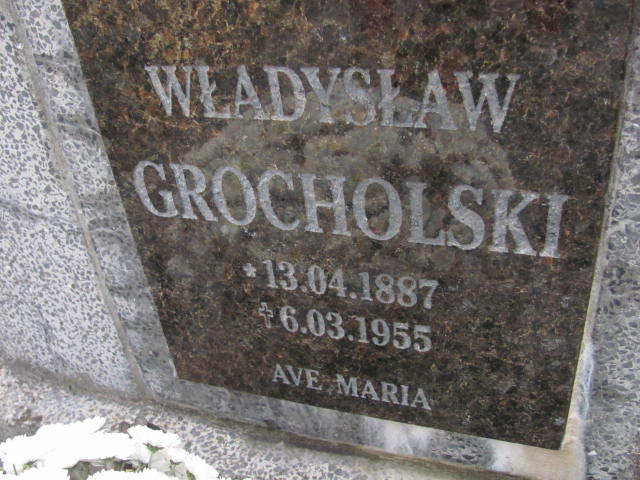 WŁADYSŁAW
GROCHOLSKI
*13.04.1887
†6.03.1955
AVE MARIA